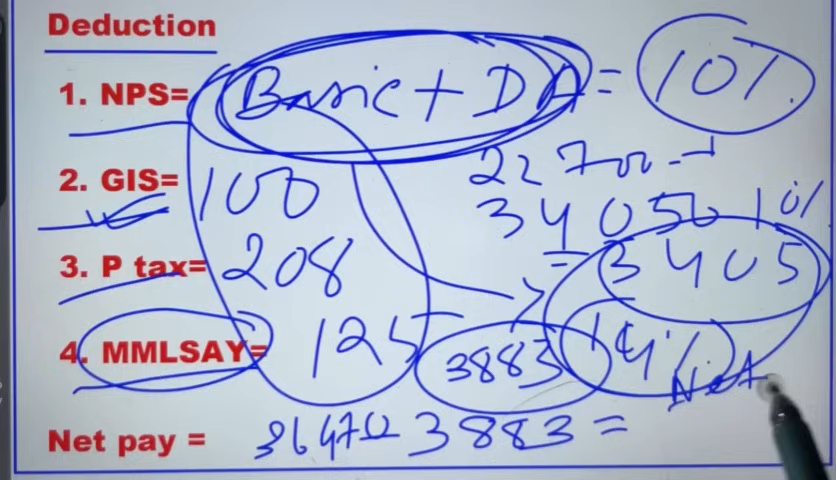 Deduction
1. NPS= Basic + DA = 10%
22700
2. GIS= 100
34050 10%
3. P tax= 208
3405
4. MMLSAY= 125
3883 14% Net
Net pay = 36470 3883 =